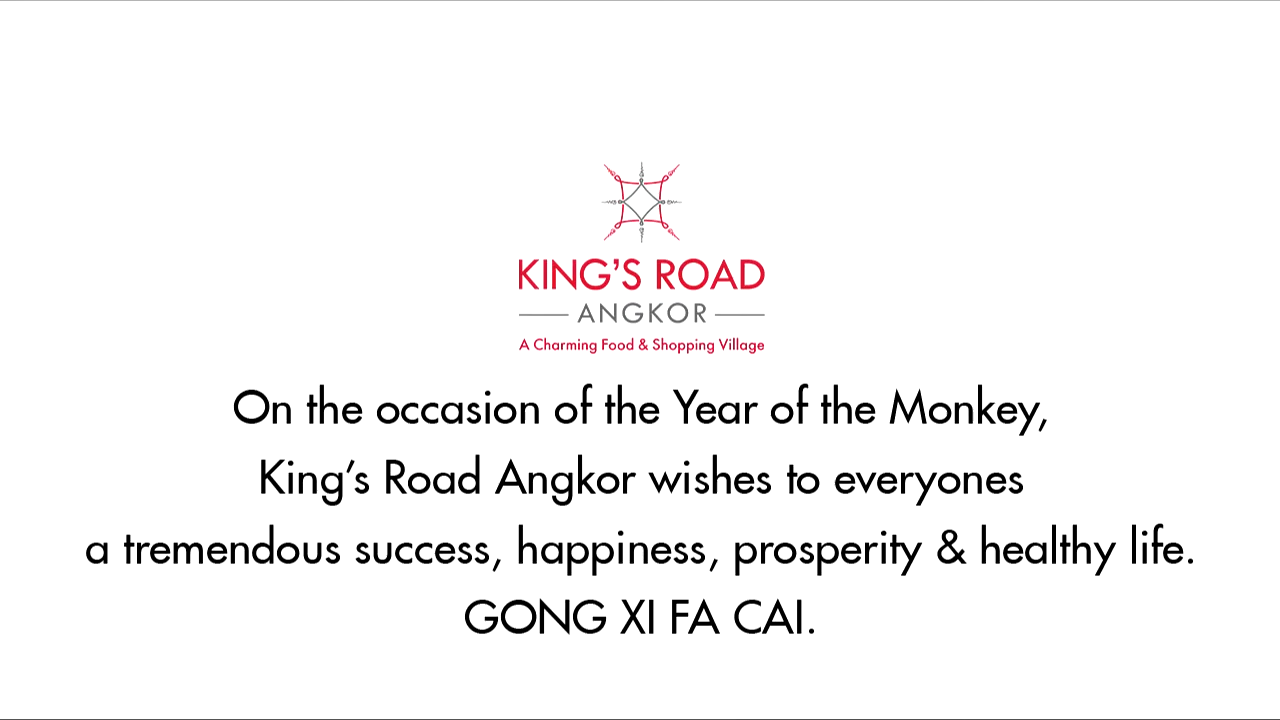 KING'S ROAD
ANGKOR
A Charming Food & Shopping Village
On the occasion of the Year of the Monkey,
King's Road Angkor wishes to everyones
a tremendous success, happiness, prosperity & healthy life.
GONG XI FA CAI.